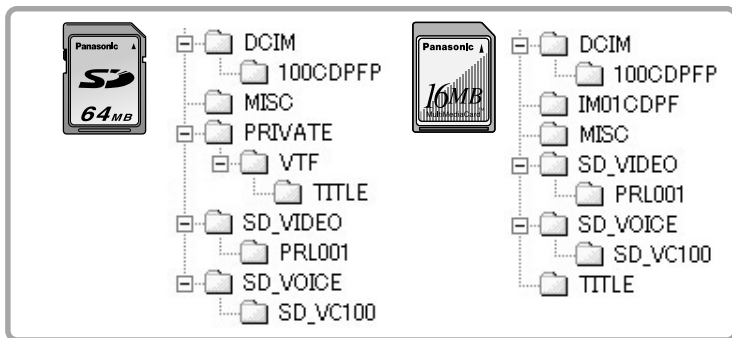 Panasonic
SD
64MB
DCIM
100CDPFP
MISC
PRIVATE
VTF
TITLE
SD_VIDEO
PRL001
SD_VOICE
SD_VC100
Panasonic
16MB
MultiMediaCard
DCIM
100CDPFP
IM01CDPF
MISC
SD_VIDEO
PRL001
SD_VOICE
SD_VC100
TITLE